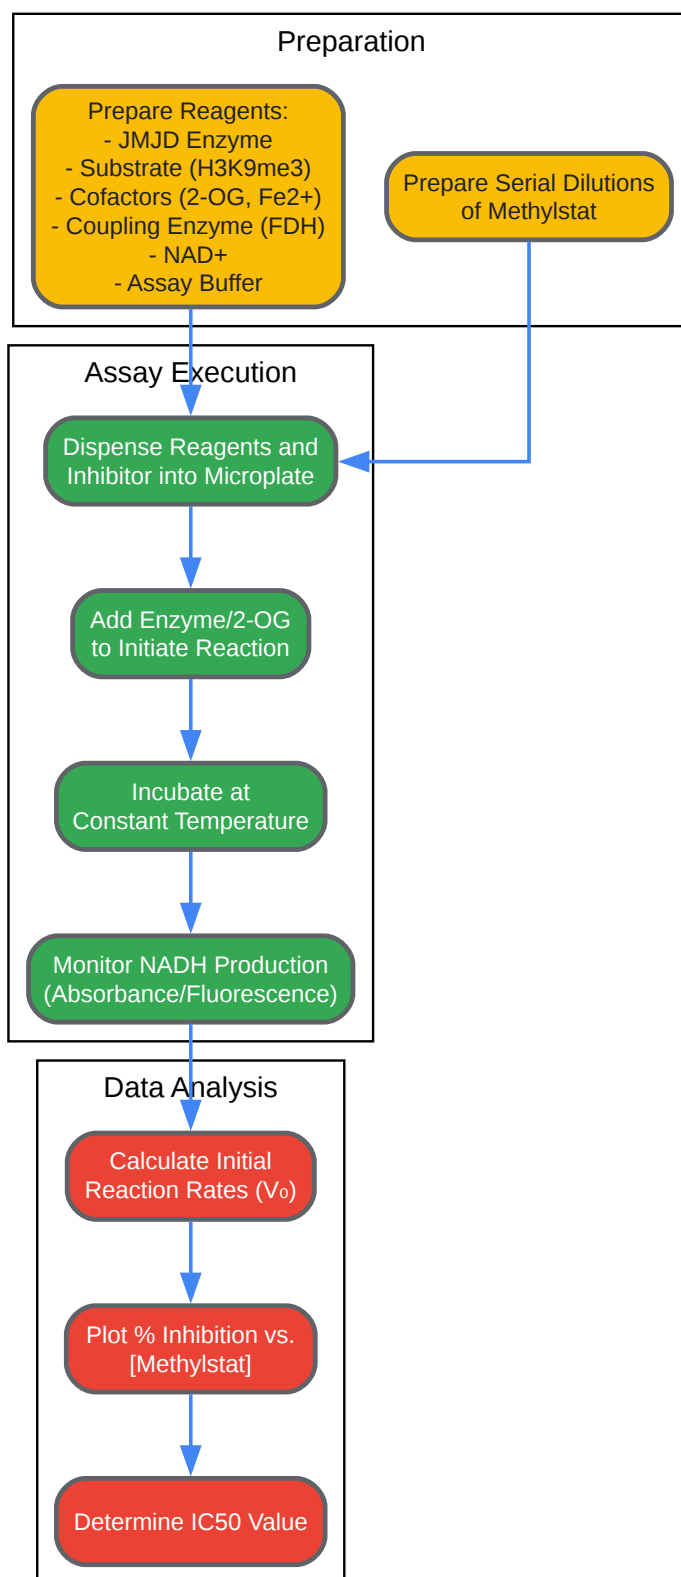 Preparation
Prepare Reagents:
- JMJD Enzyme
- Substrate (H3K9me3)
- Cofactors (2-OG, Fe2+)
- Coupling Enzyme (FDH)
- NAD+
- Assay Buffer
Prepare Serial Dilutions
of Methylstat
Assay Execution
Dispense Reagents and
Inhibitor into Microplate
Add Enzyme/2-OG
to Initiate Reaction
Incubate at
Constant Temperature
Monitor NADH Production
(Absorbance/Fluorescence)
Data Analysis
Calculate Initial
Reaction Rates (V₀)
Plot % Inhibition vs.
[Methylstat]
Determine IC50 Value